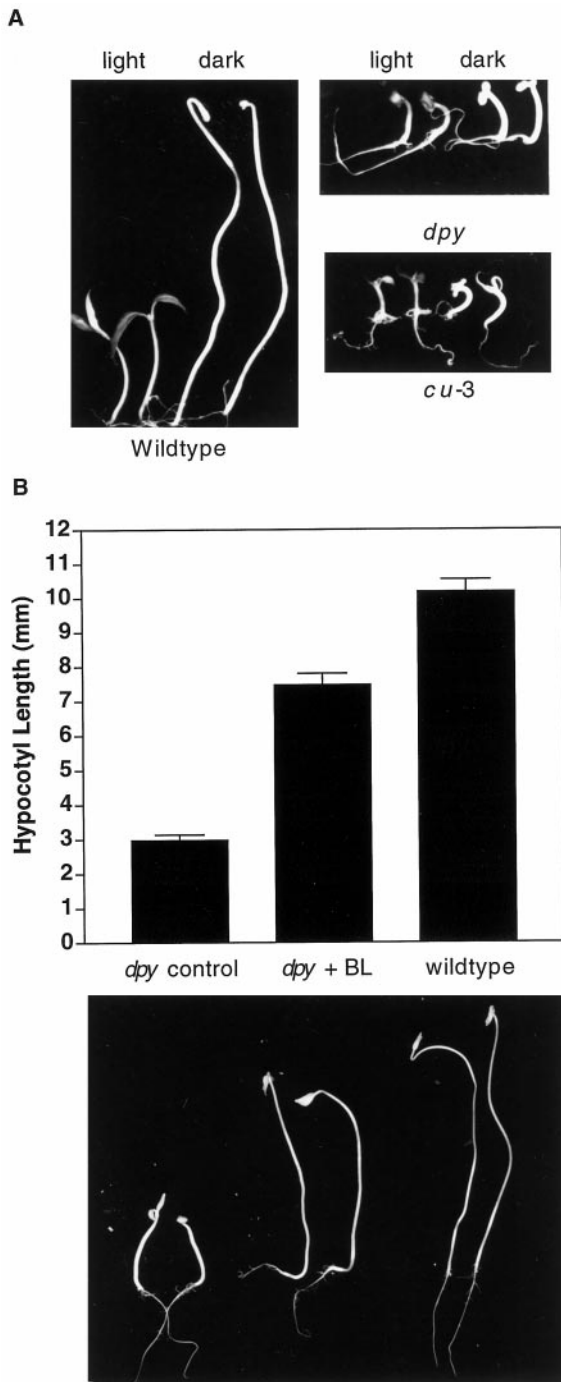 A
light dark
light dark
dpy
cu-3
Wildtype
B
12
11
10
9
8
7
6
5
4
3
2
1
0
Hypocotyl Length (mm)
dpy control dpy + BL wildtype